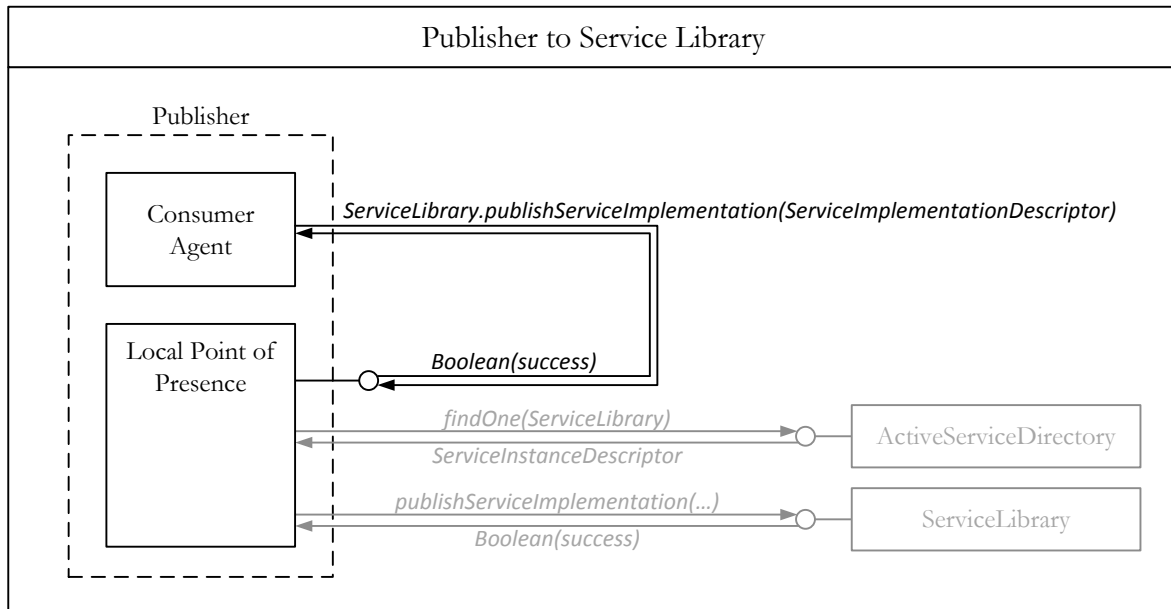 Publisher to Service Library
Publisher
Consumer
Agent
ServiceLibrary.publishServiceImplementation(ServiceImplementationDescriptor)
Local Point of
Presence
Boolean(success)
findOne(ServiceLibrary)
ServiceInstanceDescriptor
ActiveServiceDirectory
publishServiceImplementation(...)
Boolean(success)
ServiceLibrary